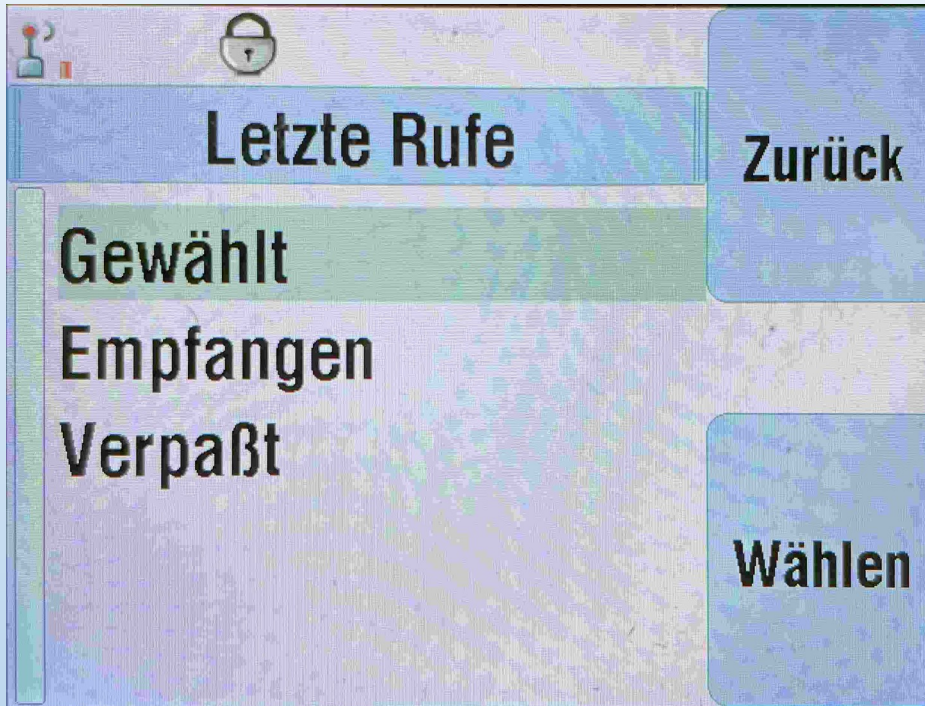 Letzte Rufe
Zurück
Gewählt
Empfangen
Verpaßt
Wählen